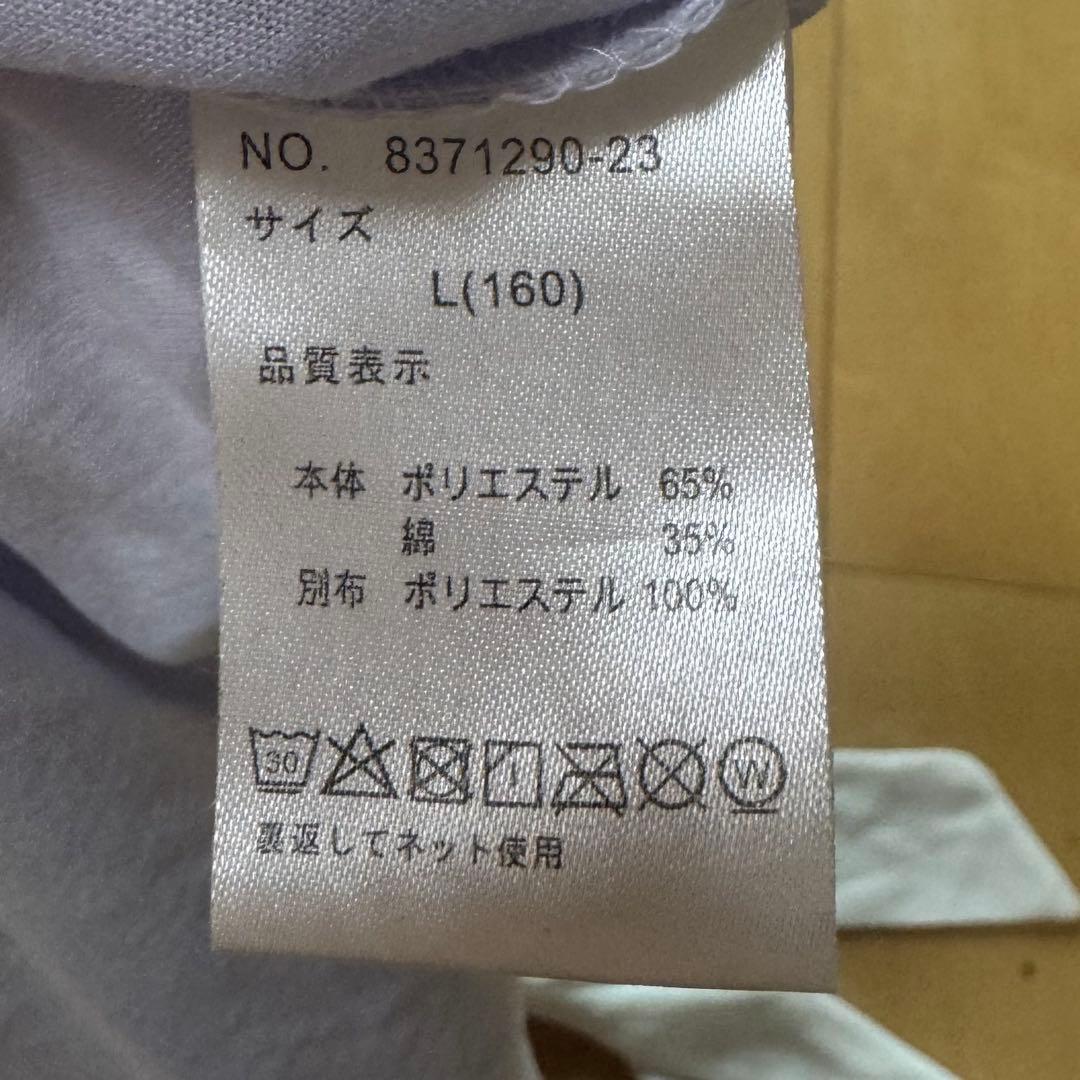 NO. 8371290-23
サイズ
L(160)
品質表示
本体 ポリエステル 65%
綿 35%
別布 ポリエステル 100%
30 W
裏返してネット使用